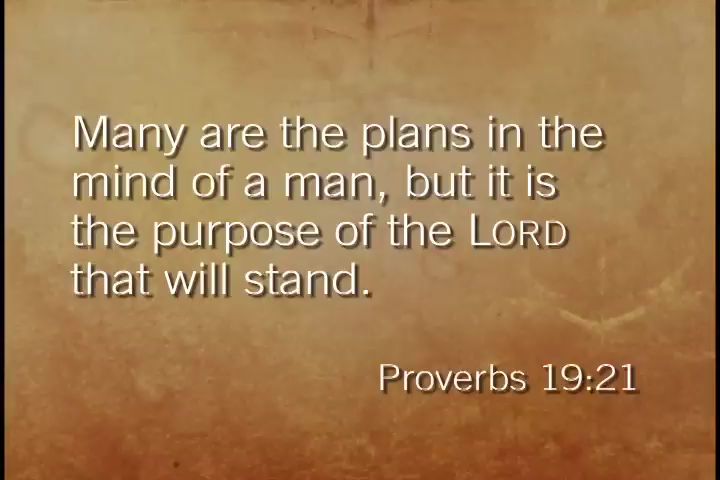 Many are the plans in the
mind of a man, but it is
the purpose of the LORD
that will stand.
Proverbs 19:21